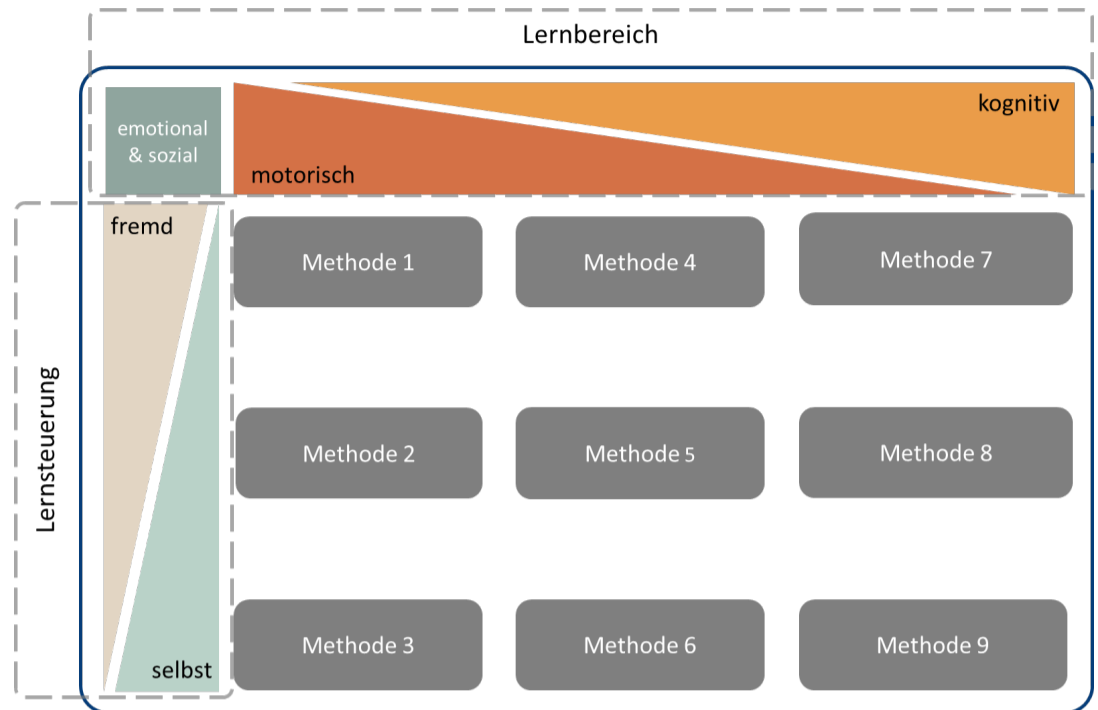 Lernbereich
emotional
& sozial
kognitiv
motorisch
Lernsteuerung
fremd
selbst
Methode 1
Methode 4
Methode 7
Methode 2
Methode 5
Methode 8
Methode 3
Methode 6
Methode 9